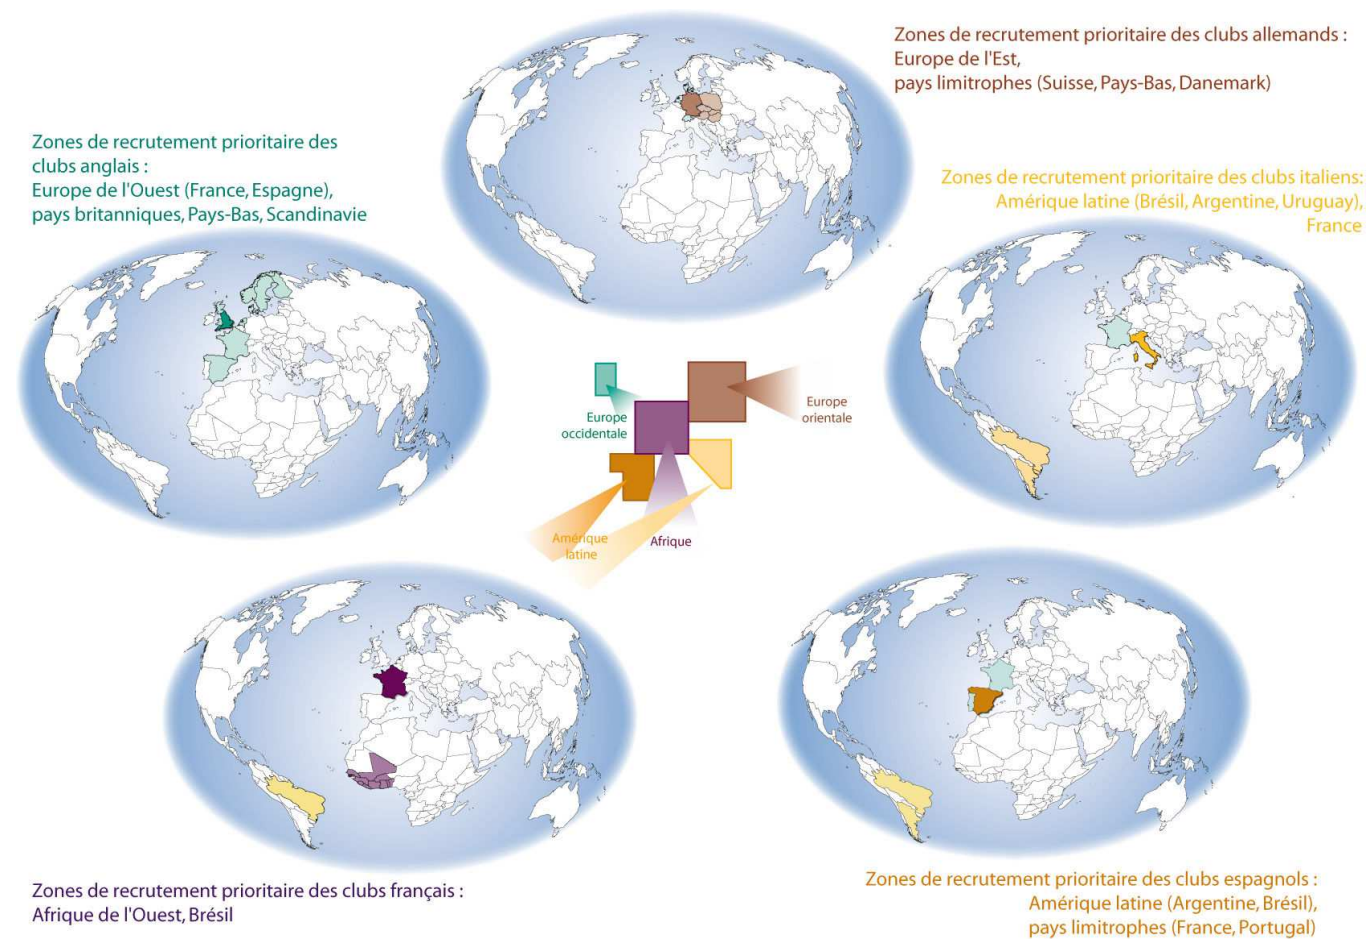 Zones de recrutement prioritaire des clubs allemands :
Europe de l'Est,
pays limitrophes (Suisse, Pays-Bas, Danemark)
Zones de recrutement prioritaire des
clubs anglais :
Europe de l'Ouest (France, Espagne),
pays britanniques, Pays-Bas, Scandinavie
Zones de recrutement prioritaire des clubs italiens:
Amérique latine (Brésil, Argentine, Uruguay),
France
Europe
occidentale
Europe
orientale
Amérique
latine
Afrique
Zones de recrutement prioritaire des clubs français :
Afrique de l'Ouest, Brésil
Zones de recrutement prioritaire des clubs espagnols :
Amérique latine (Argentine, Brésil),
pays limitrophes (France, Portugal)